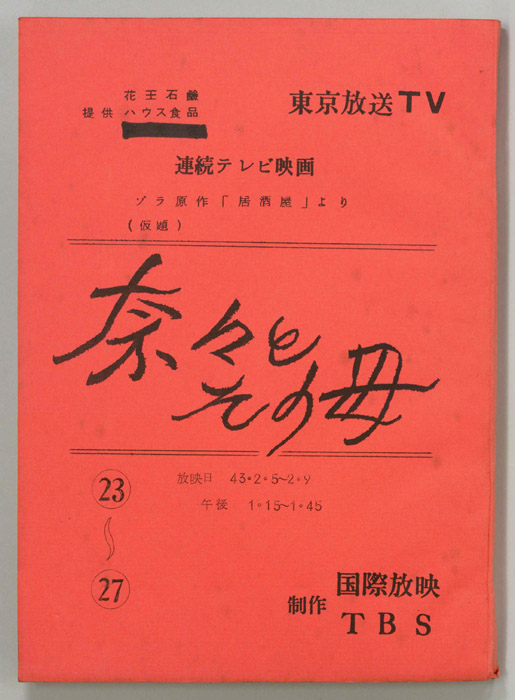 花王石鹼
提供 ハウス食品
東京放送TV
連続テレビ映画
ゾラ原作「居酒屋」より
(仮題)
奈々と
その母
放映日 43・2・5〜2・9
午後 1・15〜1・45
23
〜
27
制作 国際放映
TBS